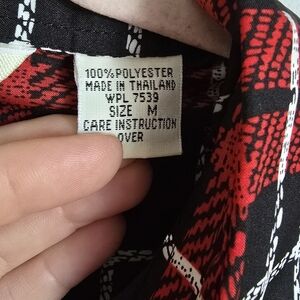 100% POLYESTER
MADE IN THAILAND
WPL 7539
SIZE M
CARE INSTRUCTION
OVER